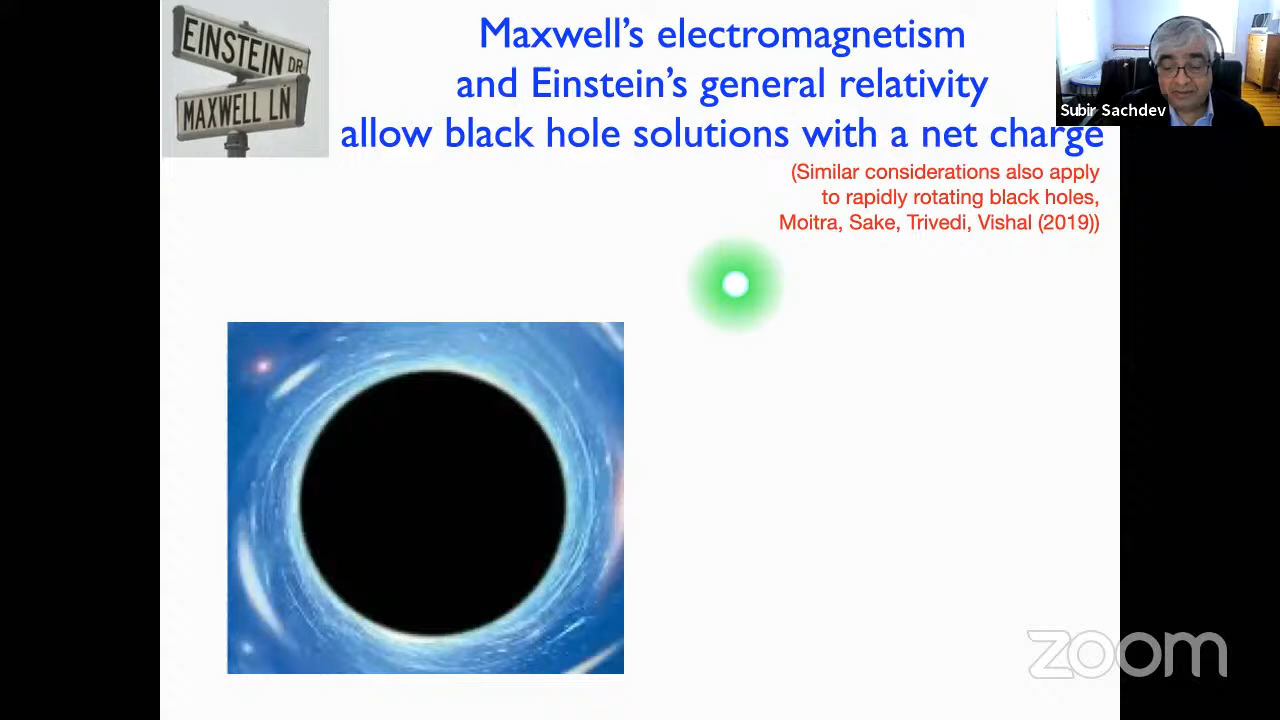 EINSTEIN DR
MAXWELL LN
Maxwell's electromagnetism
and Einstein's general relativity
allow black hole solutions with a net charge
(Similar considerations also apply
to rapidly rotating black holes,
Moitra, Sake, Trivedi, Vishal (2019))
Subir Sachdev
zoom